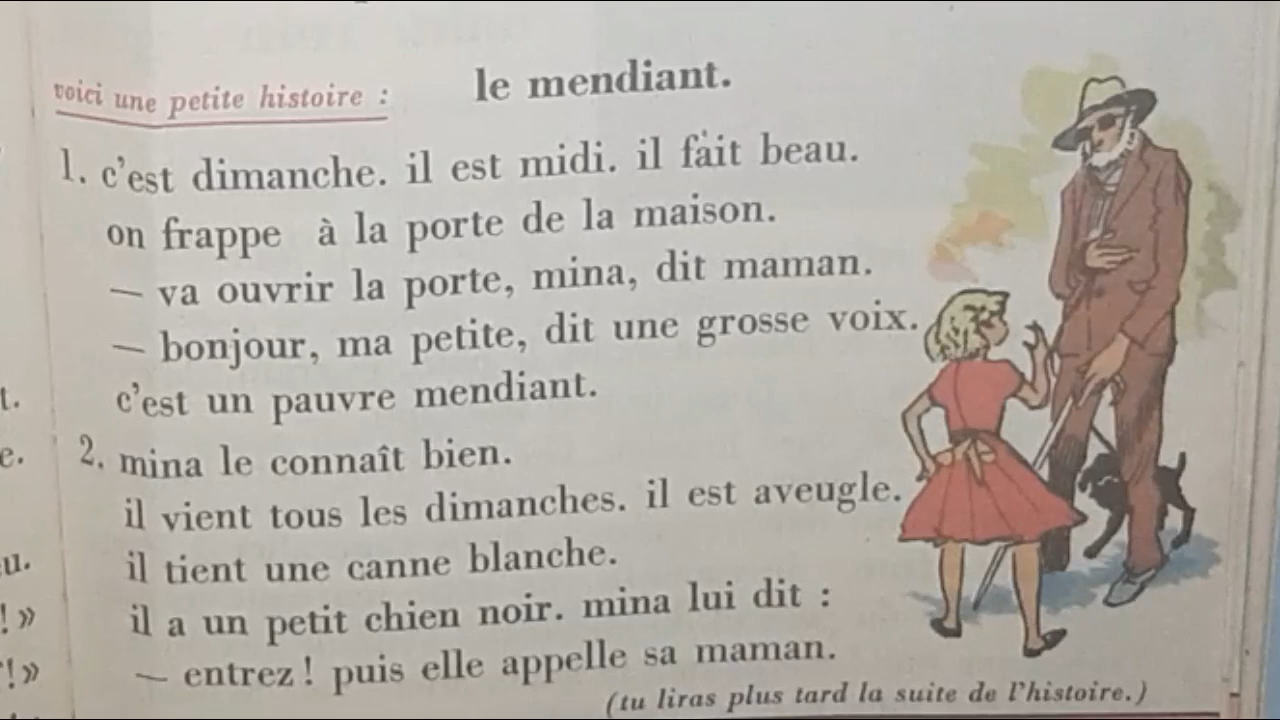 voici une petite histoire :
le mendiant.
1. c'est dimanche. il est midi. il fait beau.
on frappe à la porte de la maison.
— va ouvrir la porte, mina, dit maman.
— bonjour, ma petite, dit une grosse voix.
c'est un pauvre mendiant.
2. mina le connaît bien.
il vient tous les dimanches. il est aveugle.
il tient une canne blanche.
il a un petit chien noir. mina lui dit :
— entrez ! puis elle appelle sa maman.
(tu liras plus tard la suite de l'histoire.)